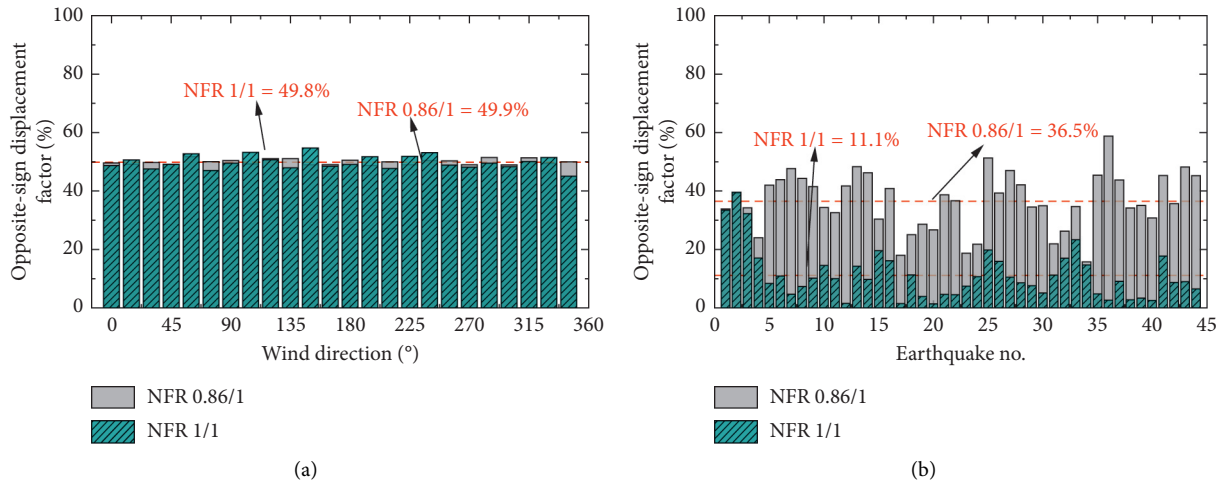 100
80
60
40
20
0
Opposite-sign displacement
factor (%)
NFR 1/1 = 49.8%
NFR 0.86/1 = 49.9%
0 45 90 135 180 225 270 315 360
Wind direction (°)
NFR 0.86/1
NFR 1/1
(a)
100
80
60
40
20
0
Opposite-sign displacement
factor (%)
NFR 1/1 = 11.1%
NFR 0.86/1 = 36.5%
0 5 10 15 20 25 30 35 40 45
Earthquake no.
NFR 0.86/1
NFR 1/1
(b)